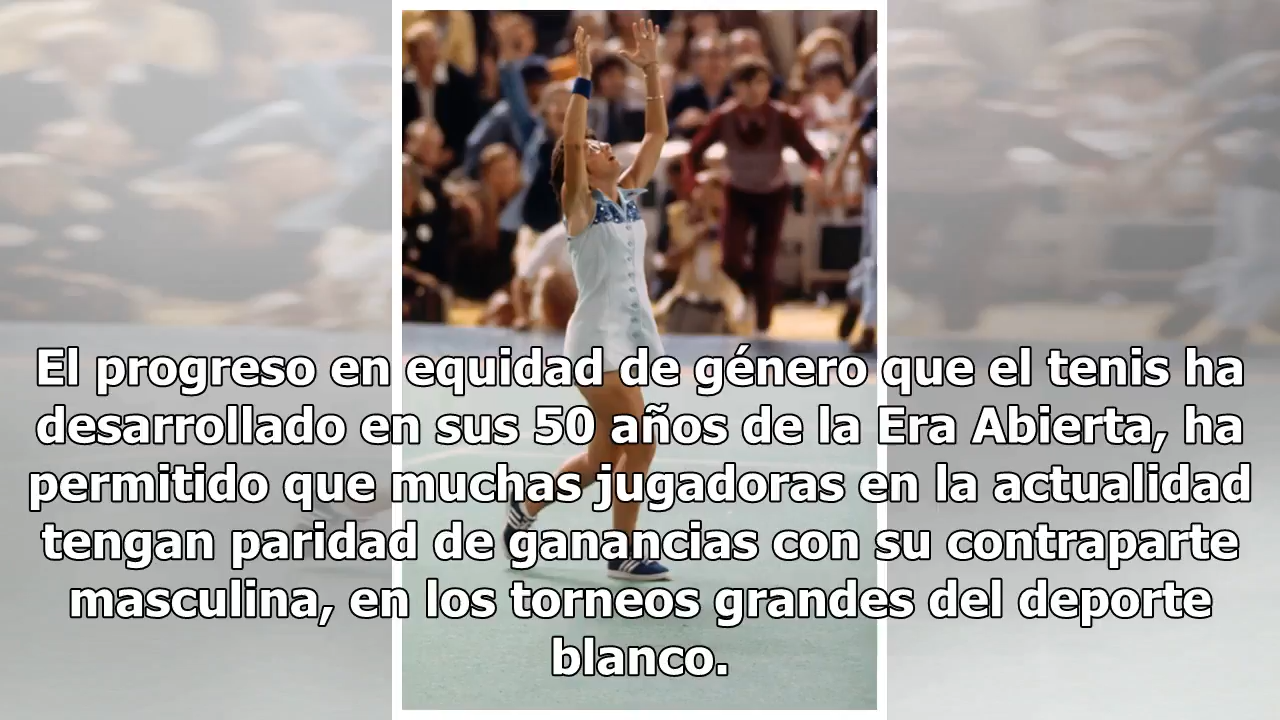 El progreso en equidad de género que el tenis ha
desarrollado en sus 50 años de la Era Abierta, ha
permitido que muchas jugadoras en la actualidad
tengan paridad de ganancias con su contraparte
masculina, en los torneos grandes del deporte
blanco.